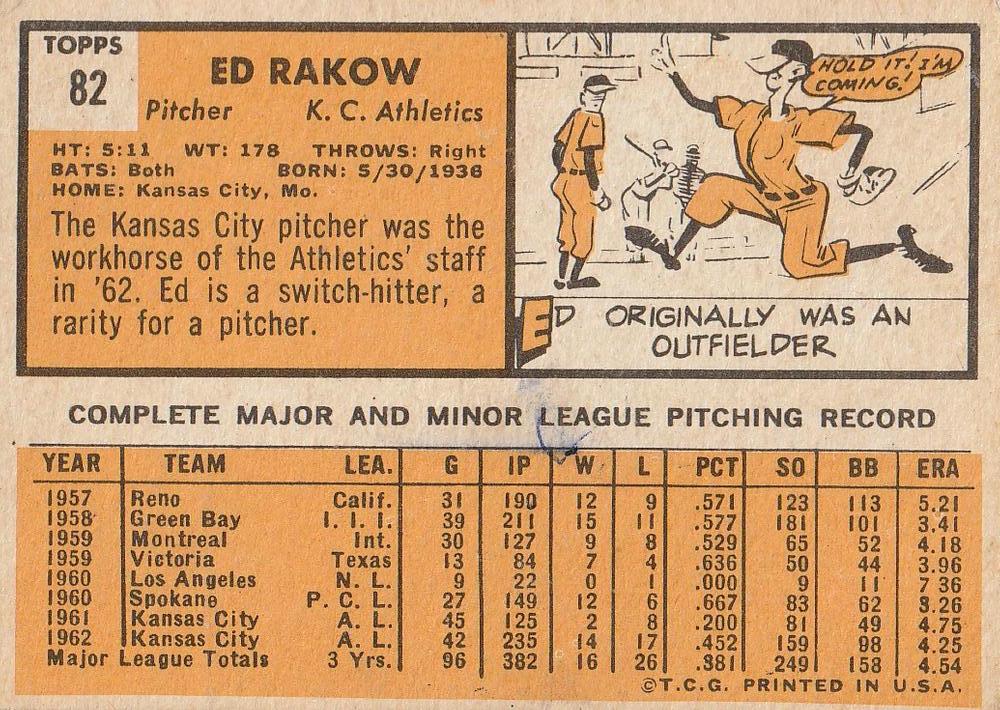 TOPPS
82
ED RAKOW
Pitcher K. C. Athletics
HT: 5:11 WT: 178 THROWS: Right
BATS: Both BORN: 5/30/1936
HOME: Kansas City, Mo.
The Kansas City pitcher was the
workhorse of the Athletics' staff
in '62. Ed is a switch-hitter, a
rarity for a pitcher.
HOLD IT! I'M
COMING!
ED ORIGINALLY WAS AN
OUTFIELDER
COMPLETE MAJOR AND MINOR LEAGUE PITCHING RECORD
YEAR TEAM LEA. G IP W L PCT SO BB ERA
1957 Reno Calif. 31 190 12 9 .571 123 113 5.21
1958 Green Bay I. I. I. 39 211 15 11 .577 181 101 3.41
1959 Montreal Int. 30 127 9 8 .529 65 52 4.18
1959 Victoria Texas 13 84 7 4 .636 50 44 3.96
1960 Los Angeles N. L. 9 22 0 1 .000 9 11 7 36
1960 Spokane P. C. L. 27 149 12 6 .667 83 62 3.26
1961 Kansas City A. L. 45 125 2 8 .200 81 49 4.75
1962 Kansas City A. L. 42 235 14 17 .452 159 98 4.25
Major League Totals 3 Yrs. 96 382 16 26 .381 249 158 4.54
©T.C.G. PRINTED IN U.S.A.